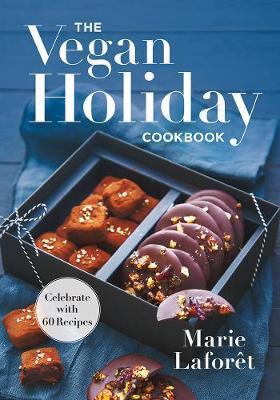 THE
Vegan
Holiday
COOKBOOK
Celebrate
with
60 Recipes
Marie
Laforêt